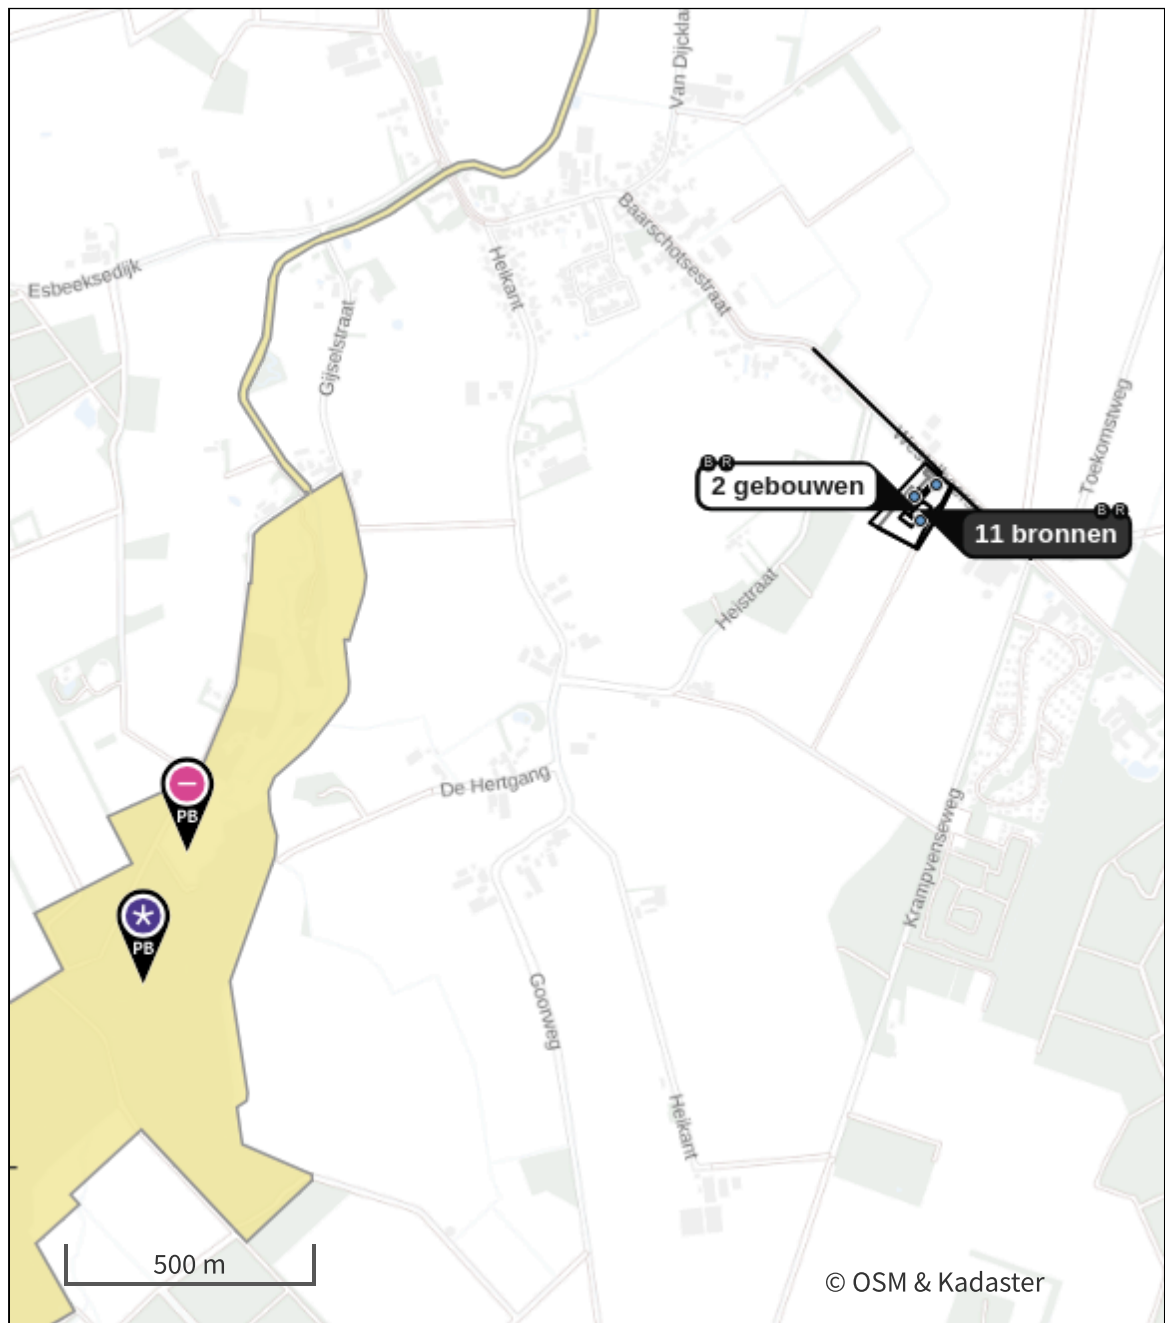 Van Dijckla
Baarschotsestraat
Esbeeksedijk
Heikant
Gijselstraat
Toekomstweg
B R
2 gebouwen
B R
11 bronnen
Heistraat
De Hertgang
PB
Krampvenseweg
PB
Goorweg
Heikant
500 m
© OSM & Kadaster